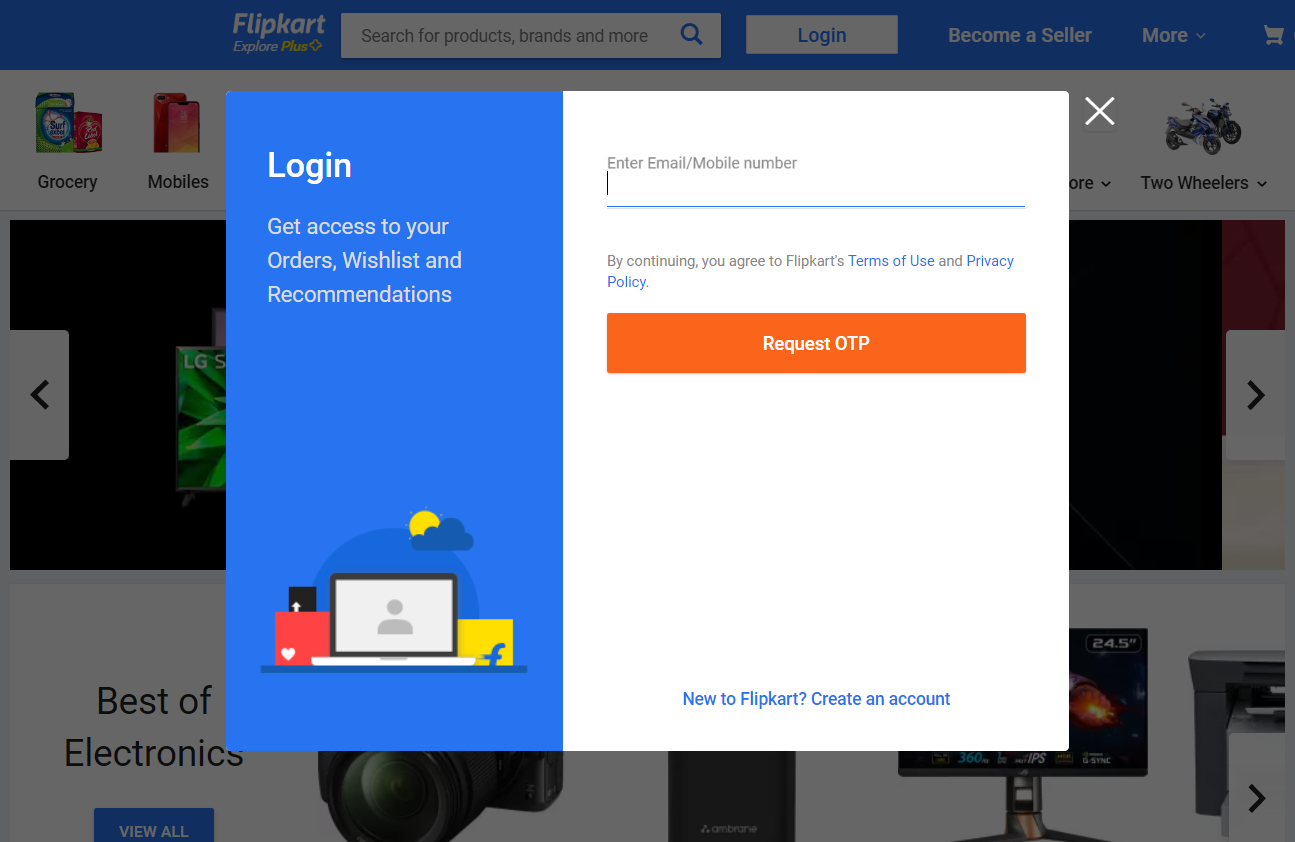 Flipkart
Explore Plus
Search for products, brands and more
Login
Become a Seller
More
Surf excel
Grocery
Mobiles
ore
Two Wheelers
Login
Get access to your
Orders, Wishlist and
Recommendations
Enter Email/Mobile number
By continuing, you agree to Flipkart's Terms of Use and Privacy
Policy.
Request OTP
New to Flipkart? Create an account
LG S
Best of
Electronics
VIEW ALL
24.5"
360Hz
IPS
G-SYNC
ambrane